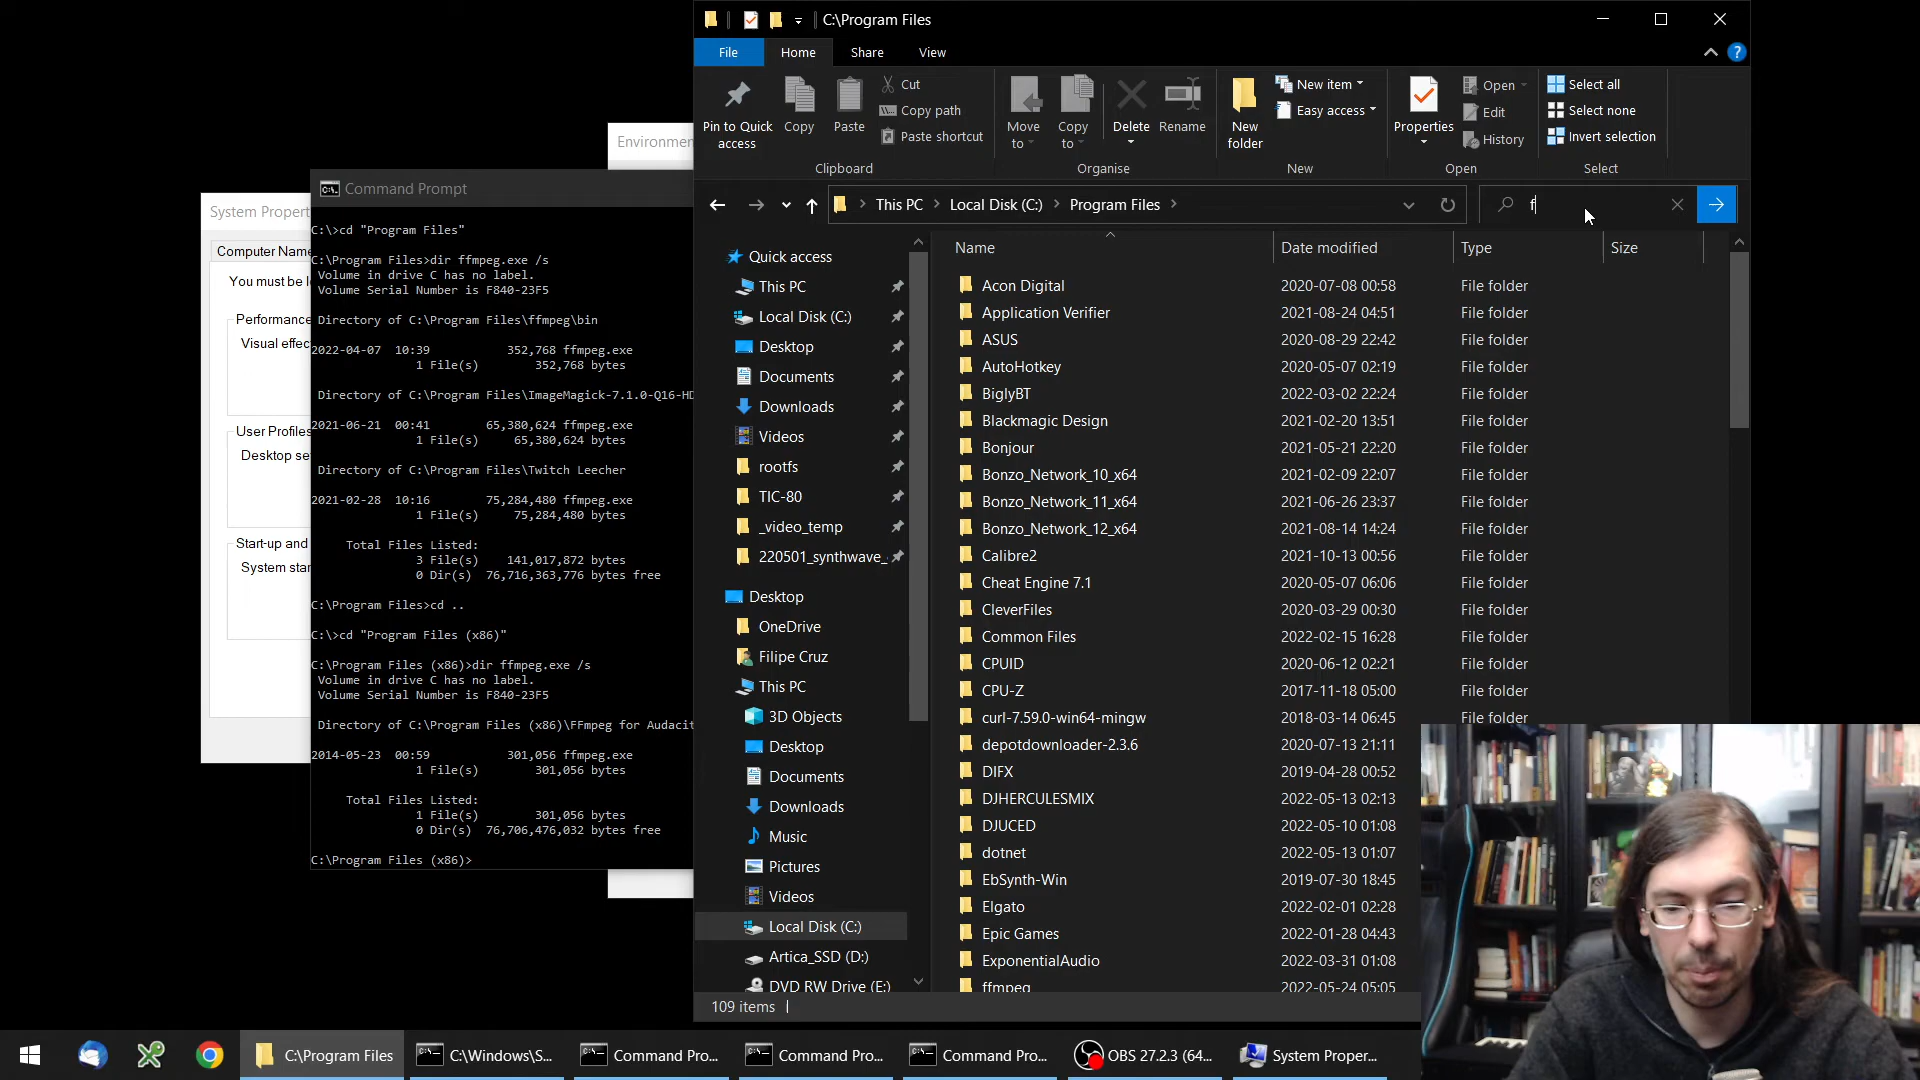 C:\Program Files
File
Home
Share
View
Pin to Quick access
Copy
Paste
Cut
Copy path
Paste shortcut
Move to
Copy to
Delete
Rename
New folder
New item
Easy access
Properties
Open
Edit
History
Select all
Select none
Invert selection
Clipboard
Organise
New
Open
Select
This PC
Local Disk (C:)
Program Files
f
Quick access
This PC
Local Disk (C:)
Desktop
Documents
Downloads
Videos
rootfs
TIC-80
_video_temp
220501_synthwave_
Desktop
OneDrive
Filipe Cruz
This PC
3D Objects
Desktop
Documents
Downloads
Music
Pictures
Videos
Local Disk (C:)
Artica_SSD (D:)
DVD RW Drive (E:)
Name Date modified Type Size
Acon Digital 2020-07-08 00:58 File folder
Application Verifier 2021-08-24 04:51 File folder
ASUS 2020-08-29 22:42 File folder
AutoHotkey 2020-05-07 02:19 File folder
BiglyBT 2022-03-02 22:24 File folder
Blackmagic Design 2021-02-20 13:51 File folder
Bonjour 2021-05-21 22:20 File folder
Bonzo_Network_10_x64 2021-02-09 22:07 File folder
Bonzo_Network_11_x64 2021-06-26 23:37 File folder
Bonzo_Network_12_x64 2021-08-14 14:24 File folder
Calibre2 2021-10-13 00:56 File folder
Cheat Engine 7.1 2020-05-07 06:06 File folder
CleverFiles 2020-03-29 00:30 File folder
Common Files 2022-02-15 16:28 File folder
CPUID 2020-06-12 02:21 File folder
CPU-Z 2017-11-18 05:00 File folder
curl-7.59.0-win64-mingw 2018-03-14 06:45 File folder
depotdownloader-2.3.6 2020-07-13 21:11
DIFX 2019-04-28 00:52
DJHERCULESMIX 2022-05-13 02:13
DJUCED 2022-05-10 01:08
dotnet 2022-05-13 01:07
EbSynth-Win 2019-07-30 18:45
Elgato 2022-02-01 02:28
Epic Games 2022-01-28 04:43
ExponentialAudio 2022-03-31 01:08
ffmpeg 2022-05-24 05:05
109 items
Environmen
System Propert
Computer Name
You must be l
Performance
Visual effec
User Profiles
Desktop se
Start-up and
System star
Command Prompt
C:\>cd "Program Files"
C:\Program Files>dir ffmpeg.exe /s
Volume in drive C has no label.
Volume Serial Number is F840-23F5
Directory of C:\Program Files\ffmpeg\bin
2022-04-07 10:39 352,768 ffmpeg.exe
1 File(s) 352,768 bytes
Directory of C:\Program Files\ImageMagick-7.1.0-Q16-HD
2021-06-21 00:41 65,380,624 ffmpeg.exe
1 File(s) 65,380,624 bytes
Directory of C:\Program Files\Twitch Leecher
2021-02-28 10:16 75,284,480 ffmpeg.exe
1 File(s) 75,284,480 bytes
Total Files Listed:
3 File(s) 141,017,872 bytes
0 Dir(s) 76,716,363,776 bytes free
C:\Program Files>cd ..
C:\>cd "Program Files (x86)"
C:\Program Files (x86)>dir ffmpeg.exe /s
Volume in drive C has no label.
Volume Serial Number is F840-23F5
Directory of C:\Program Files (x86)\FFmpeg for Audacit
2014-05-23 00:59 301,056 ffmpeg.exe
1 File(s) 301,056 bytes
Total Files Listed:
1 File(s) 301,056 bytes
0 Dir(s) 76,706,476,032 bytes free
C:\Program Files (x86)>
C:\Program Files
C:\Windows\S...
Command Pro...
Command Pro...
Command Pro...
OBS 27.2.3 (64...
System Proper...